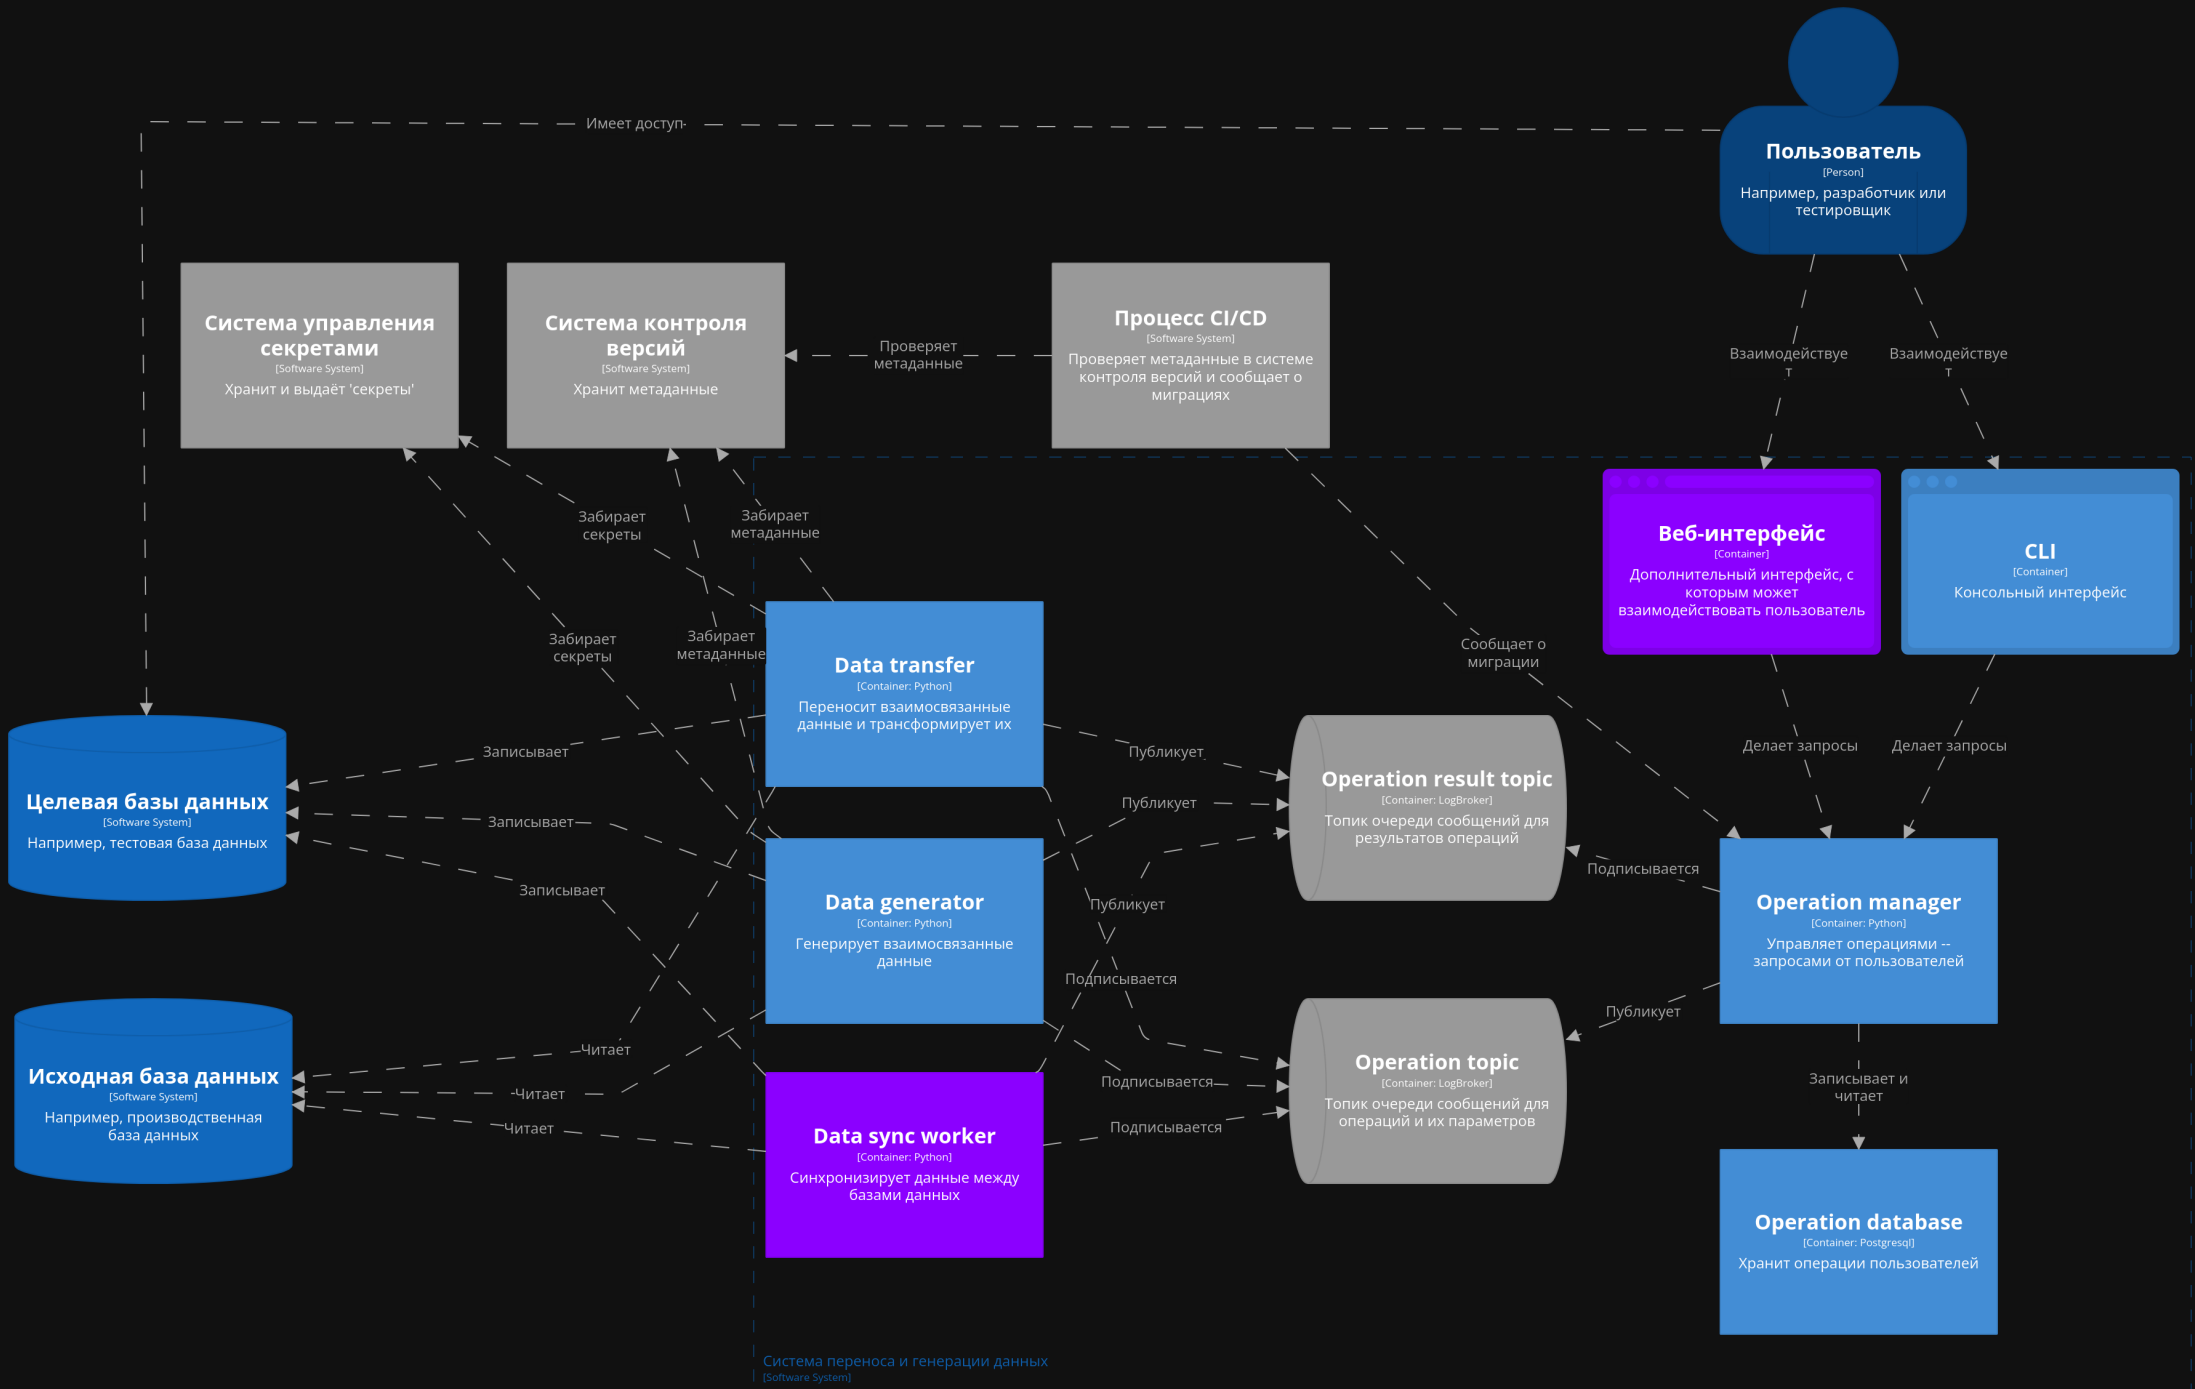 Имеет доступ
Пользователь
[Person]
Например, разработчик или
тестировщик
Система управления
секретами
[Software System]
Хранит и выдаёт 'секреты'
Система контроля
версий
[Software System]
Хранит метаданные
Проверяет
метаданные
Процесс CI/CD
[Software System]
Проверяет метаданные в системе
контроля версий и сообщает о
миграциях
Взаимодействуе
т
Взаимодействуе
т
Забирает
секреты
Забирает
метаданные
Веб-интерфейс
[Container]
Дополнительный интерфейс, с
которым может
взаимодействовать пользователь
CLI
[Container]
Консольный интерфейс
Забирает
секреты
Забирает
метаданные
Data transfer
[Container: Python]
Переносит взаимосвязанные
данные и трансформирует их
Сообщает о
миграции
Записывает
Публикует
Делает запросы
Делает запросы
Целевая базы данных
[Software System]
Например, тестовая база данных
Записывает
Публикует
Operation result topic
[Container: LogBroker]
Топик очереди сообщений для
результатов операций
Подписывается
Записывает
Data generator
[Container: Python]
Генерирует взаимосвязанные
данные
Публикует
Operation manager
[Container: Python]
Управляет операциями --
запросами от пользователей
Подписывается
Публикует
Читает
Исходная база данных
[Software System]
Например, производственная
база данных
Читает
Подписывается
Operation topic
[Container: LogBroker]
Топик очереди сообщений для
операций и их параметров
Записывает и
читает
Читает
Data sync worker
[Container: Python]
Синхронизирует данные между
базами данных
Подписывается
Operation database
[Container: Postgresql]
Хранит операции пользователей
Система переноса и генерации данных
[Software System]